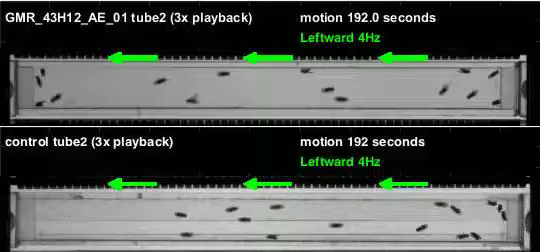 GMR_43H12_AE_01 tube2 (3x playback)
motion 192.0 seconds
Leftward 4Hz
control tube2 (3x playback)
motion 192 seconds
Leftward 4Hz